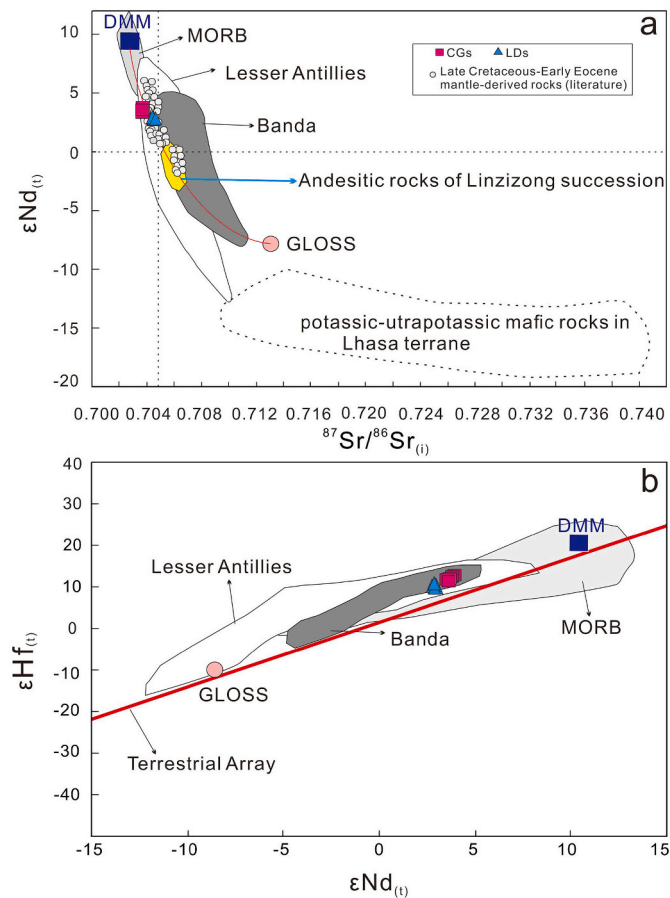 a
DMM
MORB
Lesser Antillies
CGs
LDs
Late Cretaceous-Early Eocene
mantle-derived rocks (literature)
Banda
Andesitic rocks of Linzizong succession
GLOSS
potassic-utrapotassic mafic rocks in
Lhasa terrane
10
5
0
-5
-10
-15
-20
εNd(t)
0.700 0.704 0.708 0.712 0.716 0.720 0.724 0.728 0.732 0.736 0.740
87Sr/86Sr(i)
b
DMM
Lesser Antillies
Banda
MORB
GLOSS
Terrestrial Array
40
30
20
10
0
-10
-20
-30
-50
εHf(t)
-15 -10 -5 0 5 10 15
εNd(t)